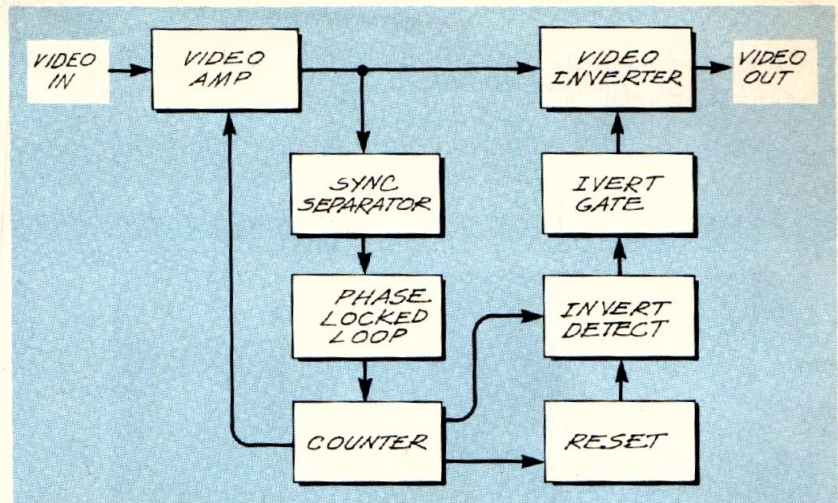 VIDEO
IN
VIDEO
AMP
VIDEO
INVERTER
VIDEO
OUT
SYNC
SEPARATOR
IVERT
GATE
PHASE
LOCKED
LOOP
INVERT
DETECT
COUNTER
RESET